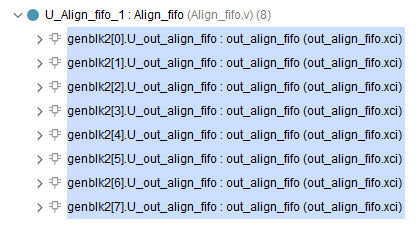 U_Align_fifo_1 : Align_fifo (Align_fifo.v) (8)
genblk2[0].U_out_align_fifo : out_align_fifo (out_align_fifo.xci)
genblk2[1].U_out_align_fifo : out_align_fifo (out_align_fifo.xci)
genblk2[2].U_out_align_fifo : out_align_fifo (out_align_fifo.xci)
genblk2[3].U_out_align_fifo : out_align_fifo (out_align_fifo.xci)
genblk2[4].U_out_align_fifo : out_align_fifo (out_align_fifo.xci)
genblk2[5].U_out_align_fifo : out_align_fifo (out_align_fifo.xci)
genblk2[6].U_out_align_fifo : out_align_fifo (out_align_fifo.xci)
genblk2[7].U_out_align_fifo : out_align_fifo (out_align_fifo.xci)